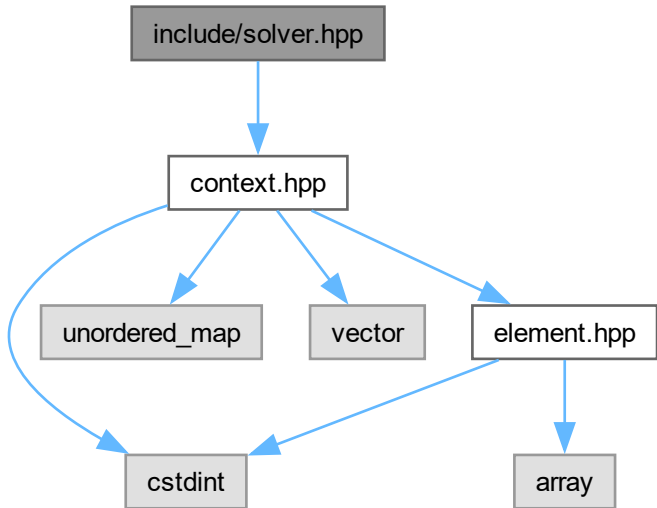 include/solver.hpp
context.hpp
unordered_map
vector
element.hpp
cstdint
array